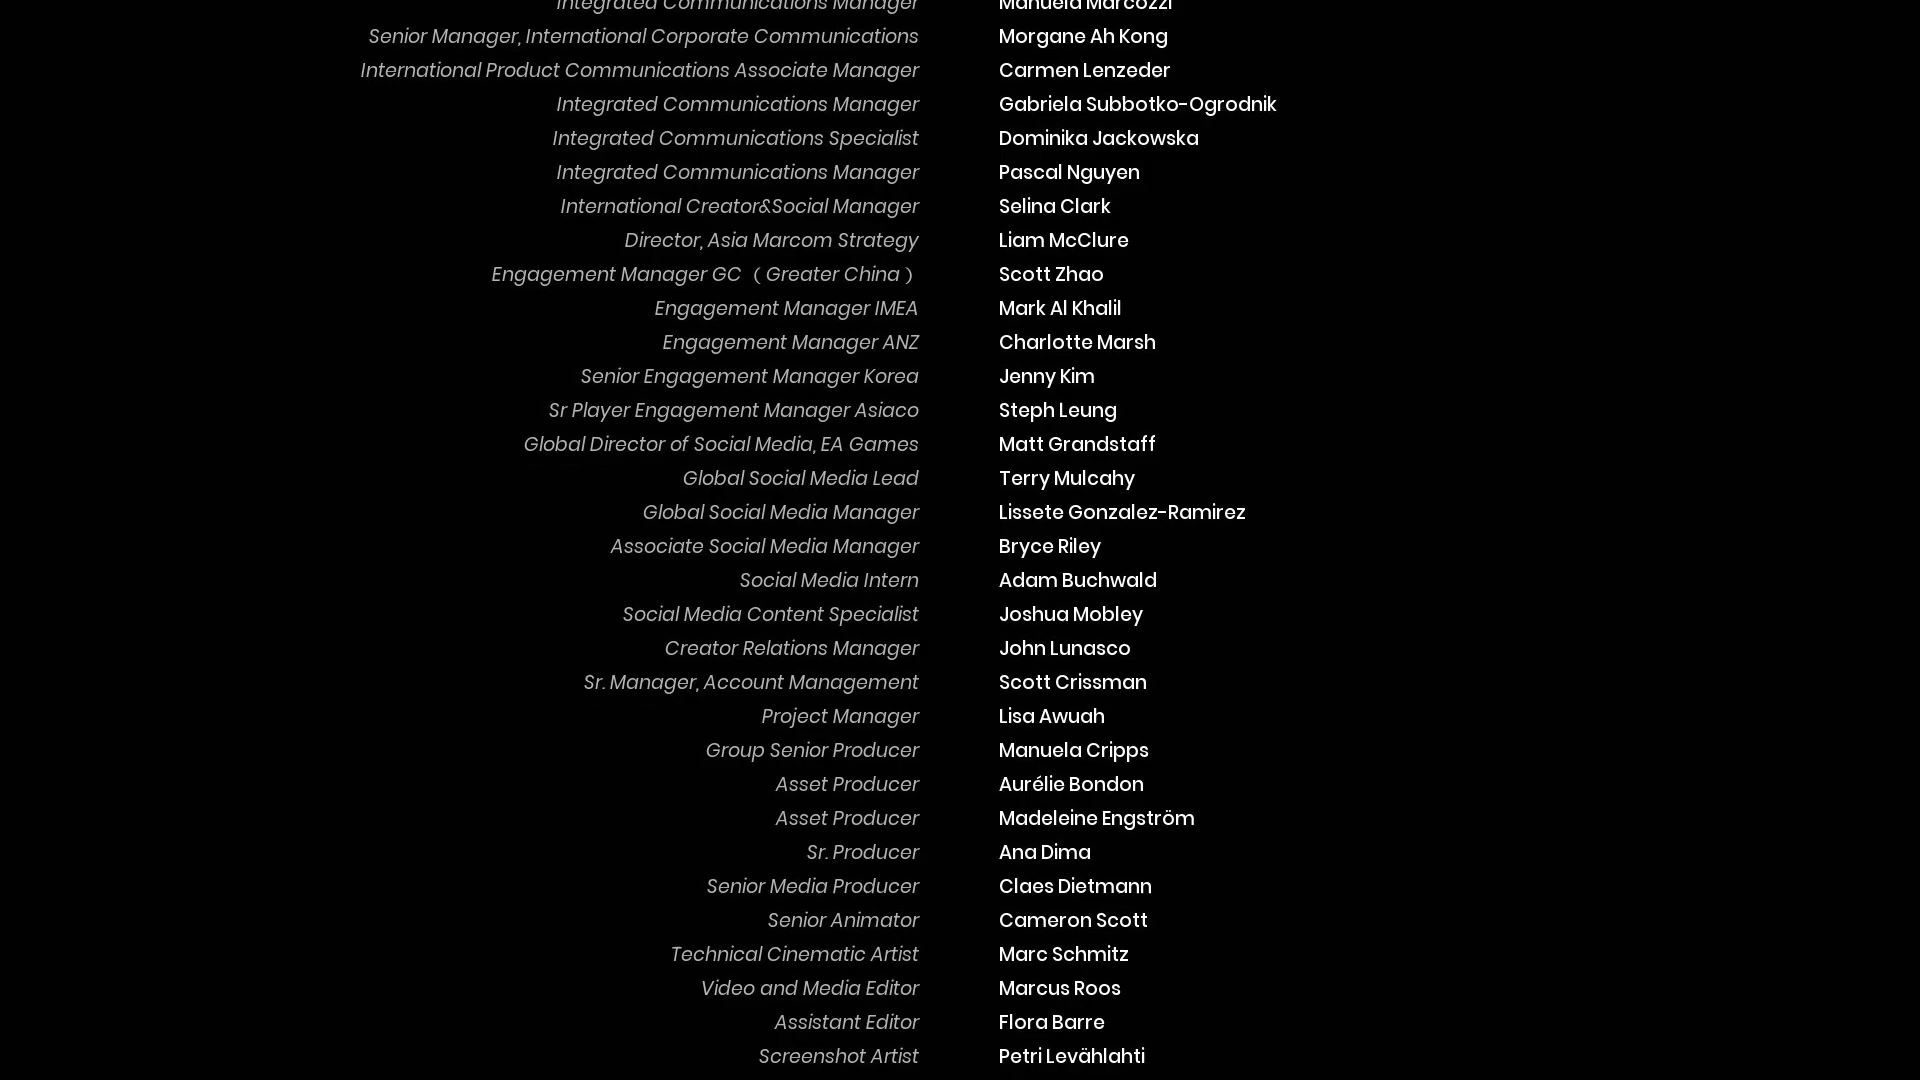 Integrated Communications Manager Manuela Marcozzi
Senior Manager, International Corporate Communications Morgane Ah Kong
International Product Communications Associate Manager Carmen Lenzeder
Integrated Communications Manager Gabriela Subbotko-Ogrodnik
Integrated Communications Specialist Dominika Jackowska
Integrated Communications Manager Pascal Nguyen
International Creator&Social Manager Selina Clark
Director, Asia Marcom Strategy Liam McClure
Engagement Manager GC （Greater China） Scott Zhao
Engagement Manager IMEA Mark Al Khalil
Engagement Manager ANZ Charlotte Marsh
Senior Engagement Manager Korea Jenny Kim
Sr Player Engagement Manager Asiaco Steph Leung
Global Director of Social Media, EA Games Matt Grandstaff
Global Social Media Lead Terry Mulcahy
Global Social Media Manager Lissete Gonzalez-Ramirez
Associate Social Media Manager Bryce Riley
Social Media Intern Adam Buchwald
Social Media Content Specialist Joshua Mobley
Creator Relations Manager John Lunasco
Sr. Manager, Account Management Scott Crissman
Project Manager Lisa Awuah
Group Senior Producer Manuela Cripps
Asset Producer Aurélie Bondon
Asset Producer Madeleine Engström
Sr. Producer Ana Dima
Senior Media Producer Claes Dietmann
Senior Animator Cameron Scott
Technical Cinematic Artist Marc Schmitz
Video and Media Editor Marcus Roos
Assistant Editor Flora Barre
Screenshot Artist Petri Levählahti